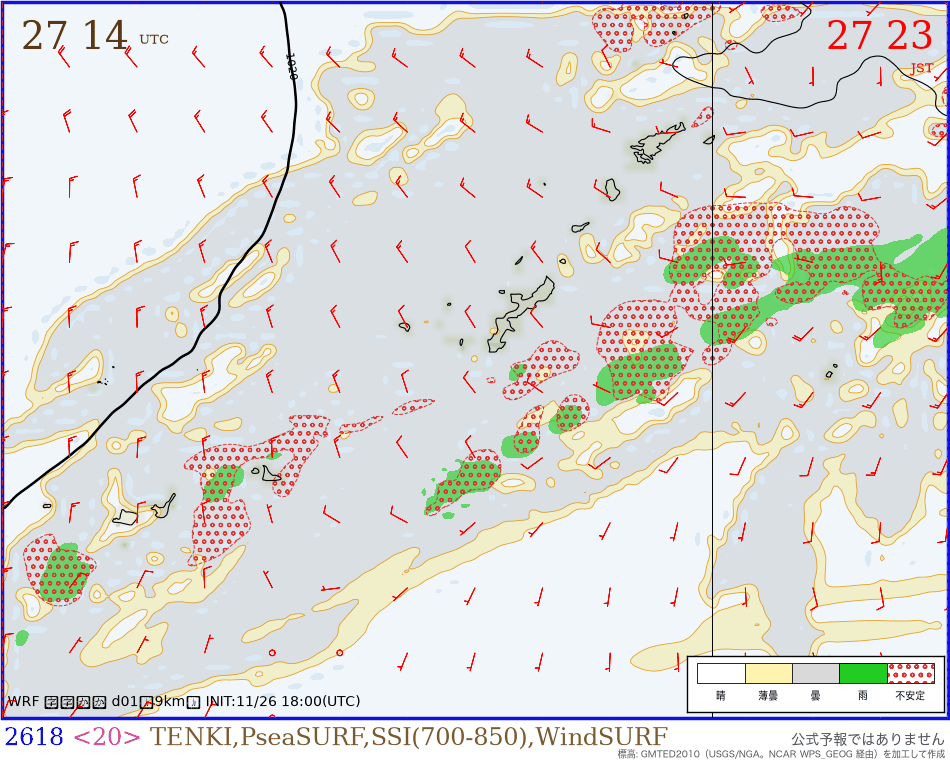 27 14 UTC
27 23
JST
1020
晴 薄曇 曇 雨 不安定
d01 9km INIT:11/26 18:00(UTC)
WRF
2618 <20> TENKI,PseaSURF,SSI(700-850),WindSURF
公式予報ではありません
標高: GMTED2010（USGS/NGA。NCAR WPS_GEOG 経由）を加工して作成